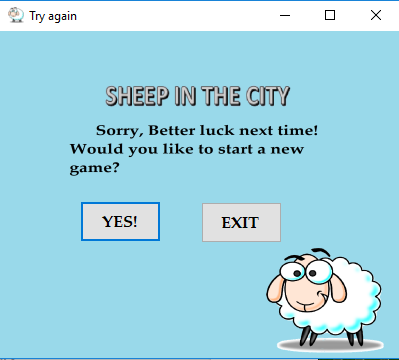 Try again
SHEEP IN THE CITY
Sorry, Better luck next time!
Would you like to start a new
game?
YES!
EXIT